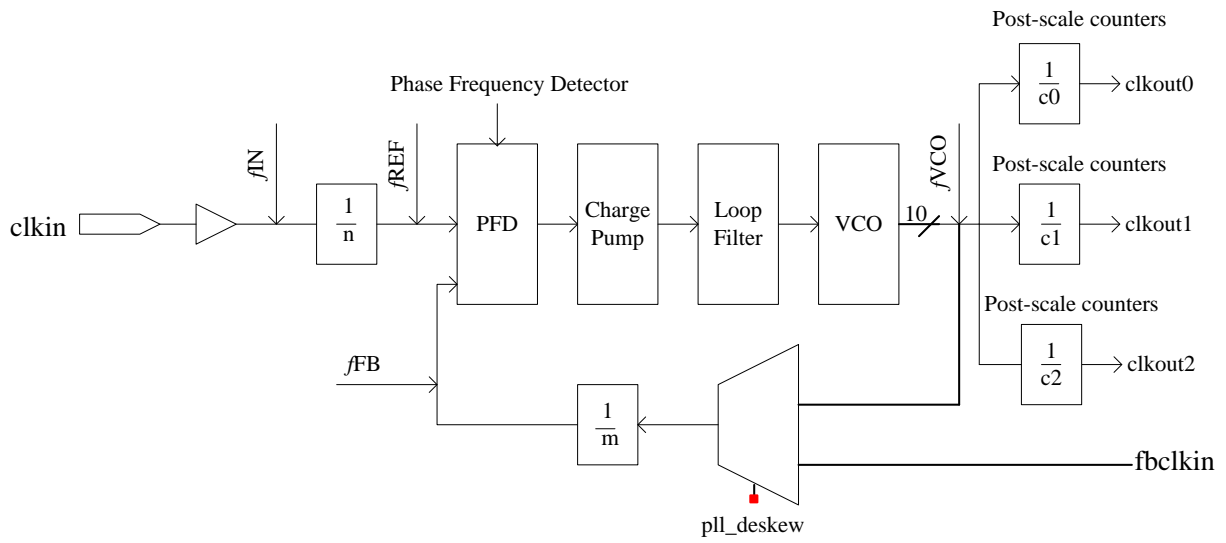 Post-scale counters
1
c0
clkout0
Phase Frequency Detector
fIN
fREF
fVCO
Post-scale counters
clkin
1
n
PFD
Charge
Pump
Loop
Filter
VCO
10
1
c1
clkout1
Post-scale counters
1
c2
clkout2
fFB
1
m
fbclkin
pll_deskew